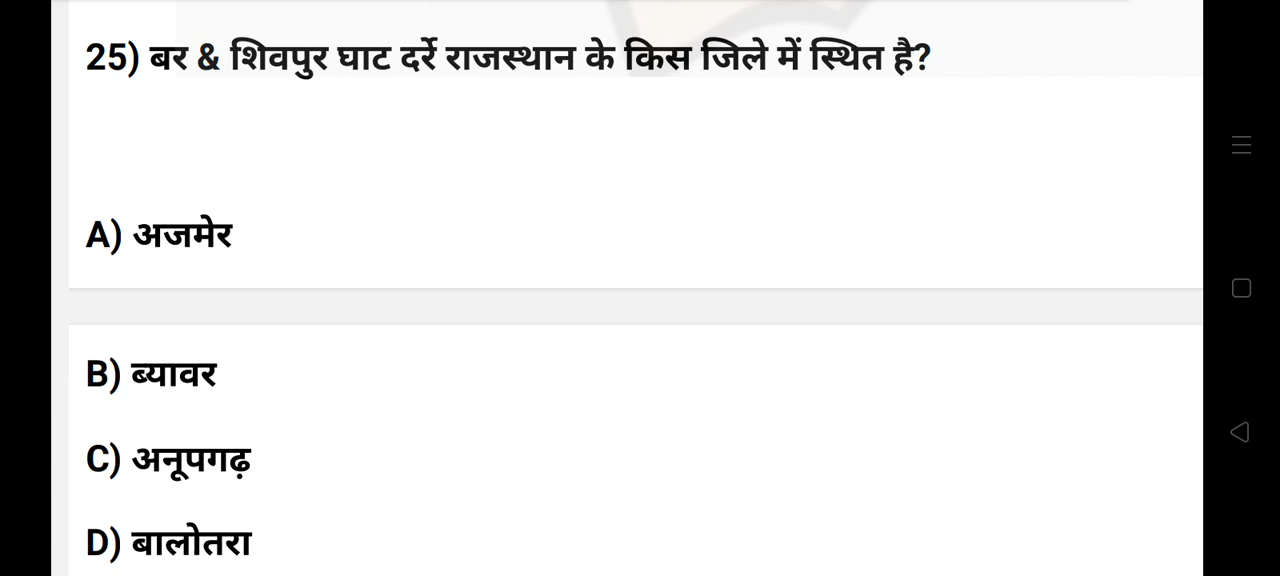 25) बर & शिवपुर घाट दर्रे राजस्थान के किस जिले में स्थित है?
A) अजमेर
B) ब्यावर
C) अनूपगढ़
D) बालोतरा